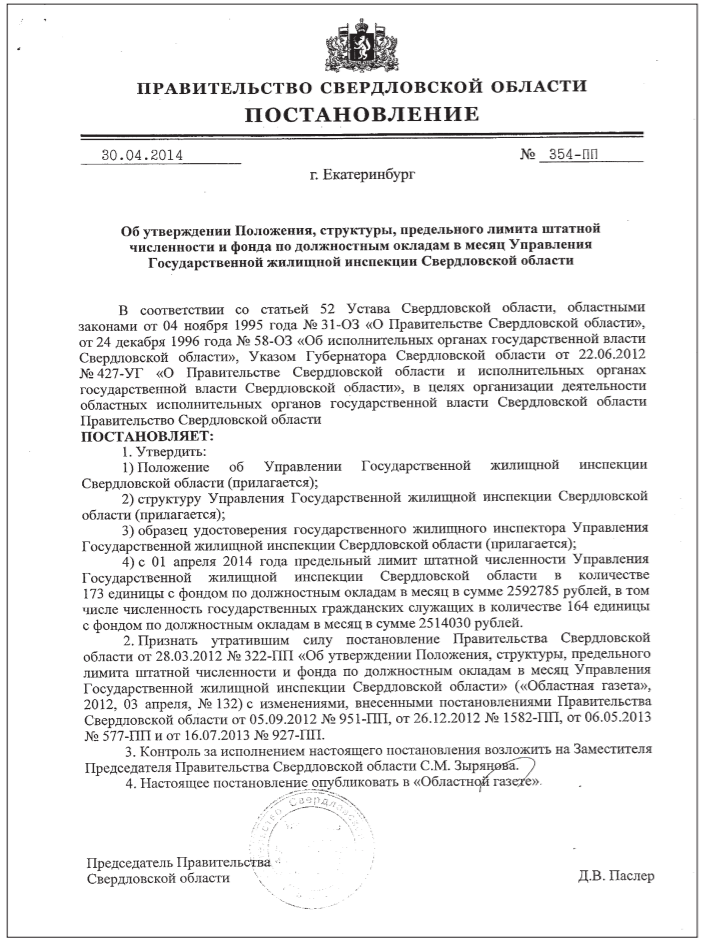 ПРАВИТЕЛЬСТВО СВЕРДЛОВСКОЙ ОБЛАСТИ
ПОСТАНОВЛЕНИЕ
30.04.2014 № 354-ПП
г. Екатеринбург
Об утверждении Положения, структуры, предельного лимита штатной
численности и фонда по должностным окладам в месяц Управления
Государственной жилищной инспекции Свердловской области
В соответствии со статьей 52 Устава Свердловской области, областными
законами от 04 ноября 1995 года № 31-ОЗ «О Правительстве Свердловской области»,
от 24 декабря 1996 года № 58-ОЗ «Об исполнительных органах государственной власти
Свердловской области», Указом Губернатора Свердловской области от 22.06.2012
№ 427-УГ «О Правительстве Свердловской области и исполнительных органах
государственной власти Свердловской области», в целях организации деятельности
областных исполнительных органов государственной власти Свердловской области
Правительство Свердловской области
ПОСТАНОВЛЯЕТ:
1. Утвердить:
1) Положение об Управлении Государственной жилищной инспекции
Свердловской области (прилагается);
2) структуру Управления Государственной жилищной инспекции Свердловской
области (прилагается);
3) образец удостоверения государственного жилищного инспектора Управления
Государственной жилищной инспекции Свердловской области (прилагается);
4) с 01 апреля 2014 года предельный лимит штатной численности Управления
Государственной жилищной инспекции Свердловской области в количестве
173 единицы с фондом по должностным окладам в месяц в сумме 2592785 рублей, в том
числе численность государственных гражданских служащих в количестве 164 единицы
с фондом по должностным окладам в месяц в сумме 2514030 рублей.
2. Признать утратившим силу постановление Правительства Свердловской
области от 28.03.2012 № 322-ПП «Об утверждении Положения, структуры, предельного
лимита штатной численности и фонда по должностным окладам в месяц Управления
Государственной жилищной инспекции Свердловской области» («Областная газета»,
2012, 03 апреля, № 132) с изменениями, внесенными постановлениями Правительства
Свердловской области от 05.09.2012 № 951-ПП, от 26.12.2012 № 1582-ПП, от 06.05.2013
№ 577-ПП и от 16.07.2013 № 927-ПП.
3. Контроль за исполнением настоящего постановления возложить на Заместителя
Председателя Правительства Свердловской области С.М. Зырянова.
4. Настоящее постановление опубликовать в «Областной газете».
Председатель Правительства
Свердловской области Д.В. Паслер